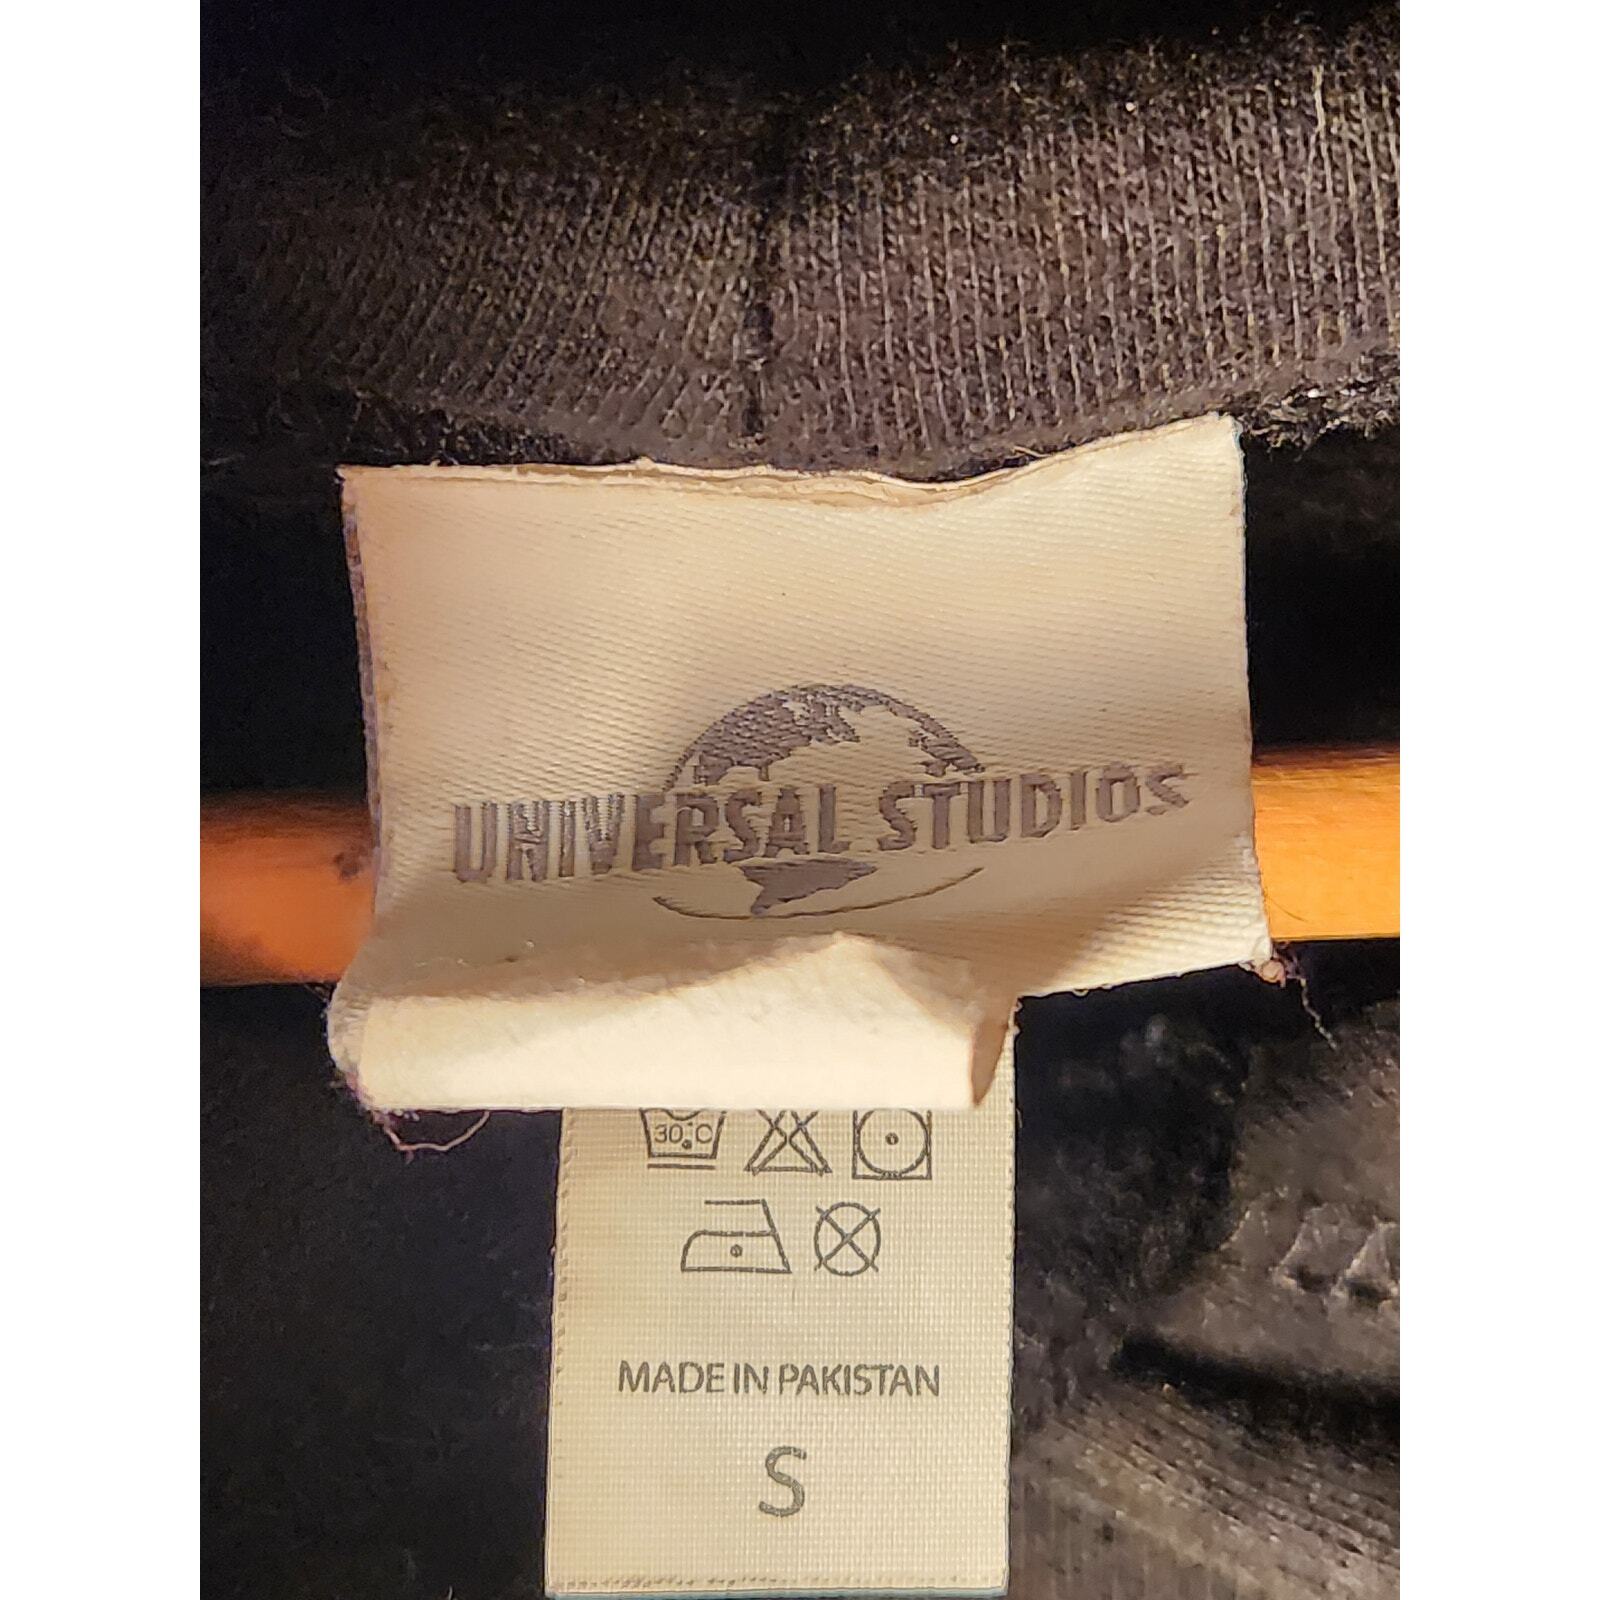 UNIVERSAL STUDIOS
30°C
MADE IN PAKISTAN
S